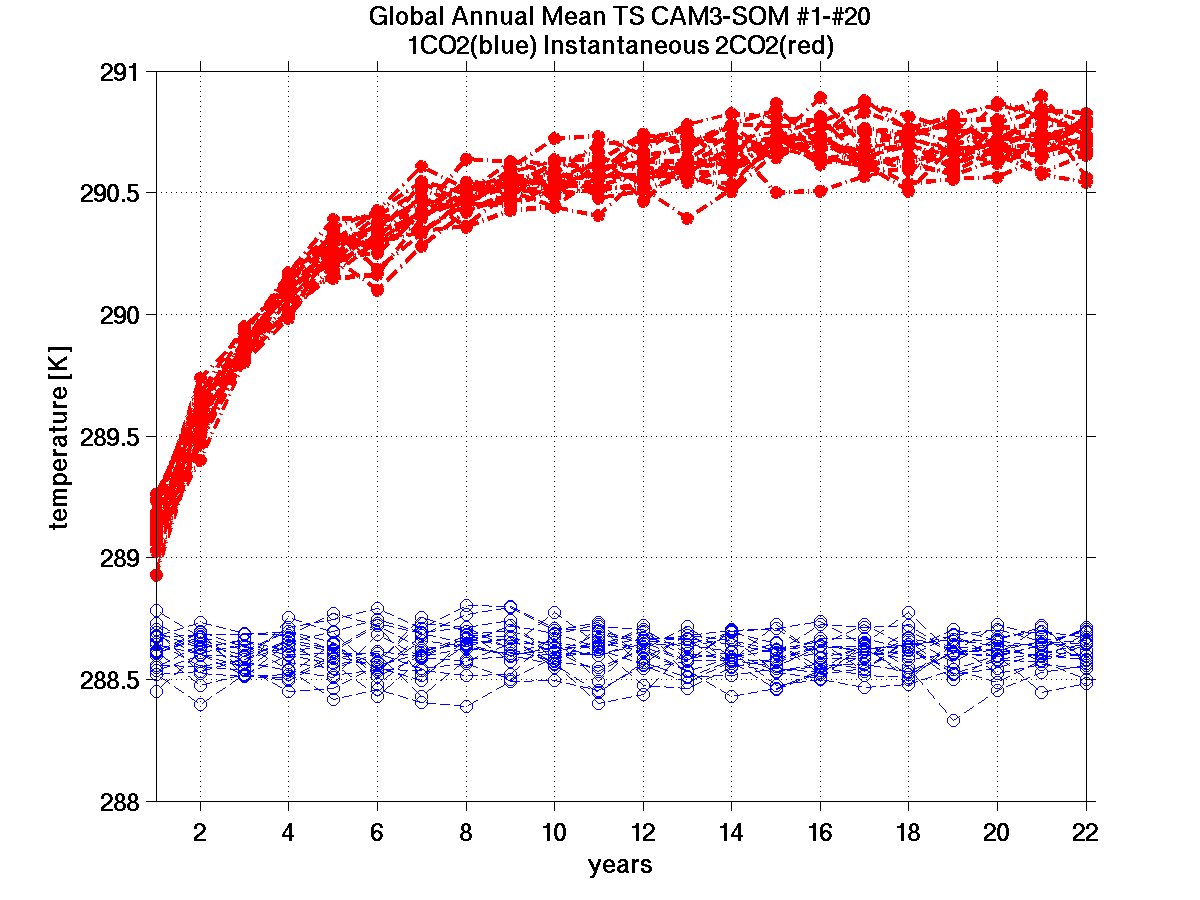 Global Annual Mean TS CAM3-SOM #1-#20
1CO2(blue) Instantaneous 2CO2(red)
291
290.5
290
289.5
289
288.5
288
temperature [K]
2 4 6 8 10 12 14 16 18 20 22
years